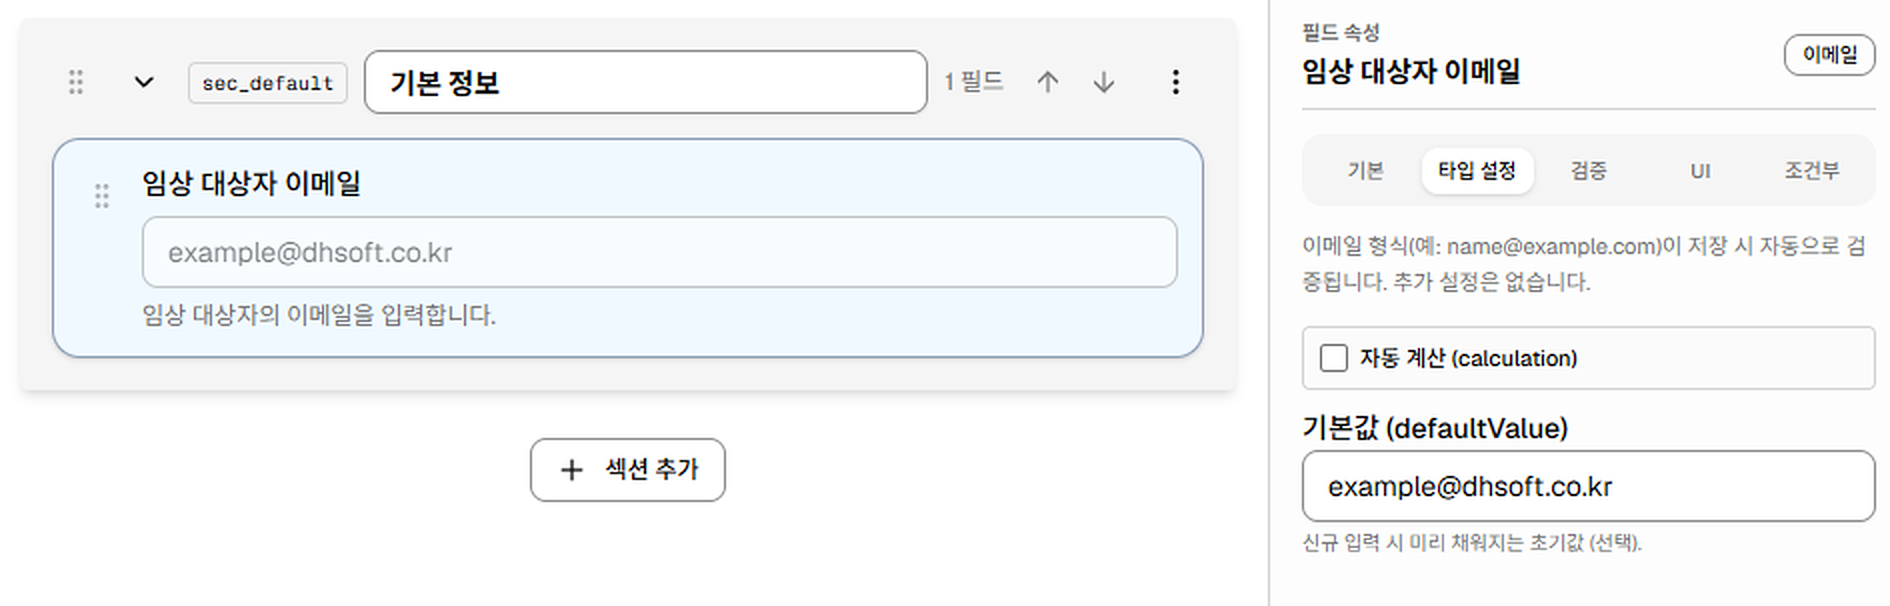 sec_default
기본 정보
1 필드
임상 대상자 이메일
example@dhsoft.co.kr
임상 대상자의 이메일을 입력합니다.
섹션 추가
필드 속성
임상 대상자 이메일
이메일
기본 타입 설정 검증 UI 조건부
이메일 형식(예: name@example.com)이 저장 시 자동으로 검
증됩니다. 추가 설정은 없습니다.
자동 계산 (calculation)
기본값 (defaultValue)
example@dhsoft.co.kr
신규 입력 시 미리 채워지는 초기값 (선택).